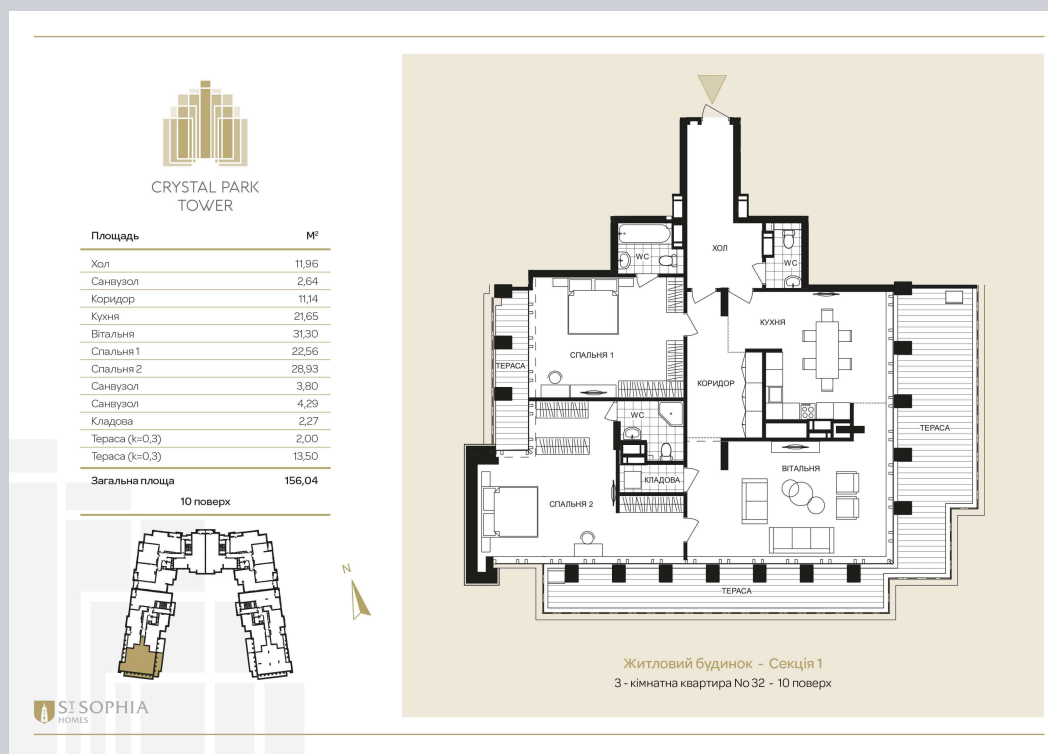 CRYSTAL PARK
TOWER
Площадь М²
Хол 11,96
Санвузол 2,64
Коридор 11,14
Кухня 21,65
Вітальня 31,30
Спальня 1 22,56
Спальня 2 28,93
Санвузол 3,80
Санвузол 4,29
Кладова 2,27
Тераса (k=0,3) 2,00
Тераса (k=0,3) 13,50
Загальна площа 156,04
10 поверх
N
ST SOPHIA
HOMES
ХОЛ
WC
WC
КУХНЯ
СПАЛЬНЯ 1
ТЕРАСА
КОРИДОР
WC
ТЕРАСА
ВІТАЛЬНЯ
КЛАДОВА
СПАЛЬНЯ 2
ТЕРАСА
Житловий будинок - Секція 1
3 - кімнатна квартира No 32 - 10 поверх